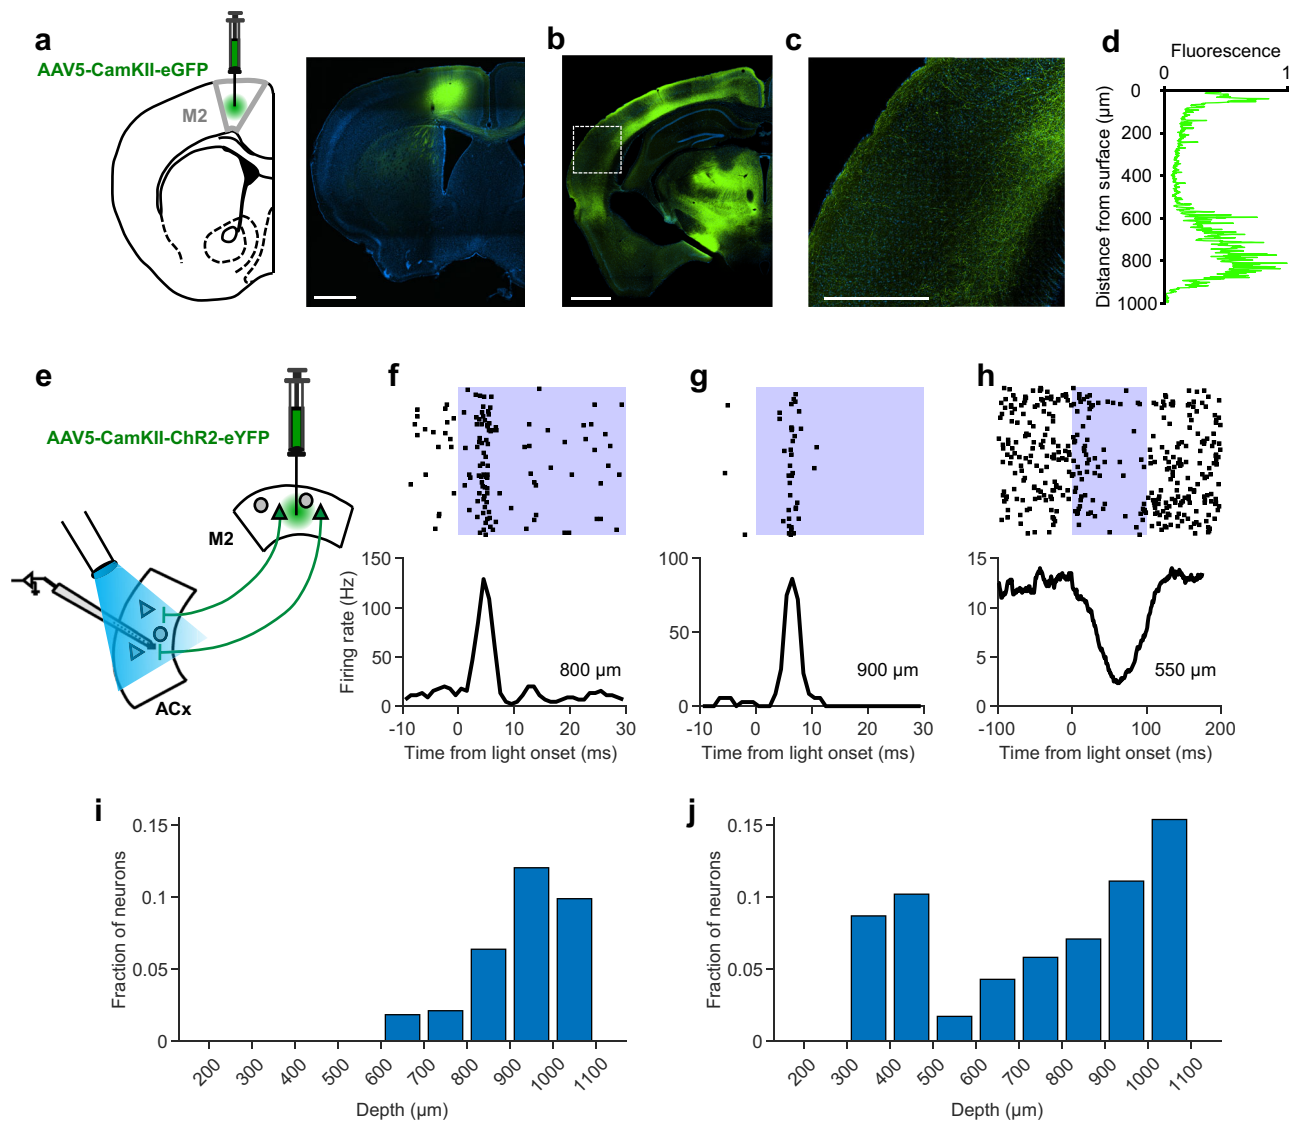 a
AAV5-CamKII-eGFP
M2
b
c
d
Fluorescence
0 1
0
200
400
600
800
1000
Distance from surface (µm)
e
AAV5-CamKII-ChR2-eYFP
M2
ACx
f
150
100
50
0
Firing rate (Hz)
800 µm
-10 0 10 20 30
Time from light onset (ms)
g
100
50
0
900 µm
-10 0 10 20 30
Time from light onset (ms)
h
15
10
5
0
550 µm
-100 0 100 200
Time from light onset (ms)
i
0.15
0.1
0.05
0
Fraction of neurons
200 300 400 500 600 700 800 900 1000 1100
Depth (µm)
j
0.15
0.1
0.05
0
Fraction of neurons
200 300 400 500 600 700 800 900 1000 1100
Depth (µm)